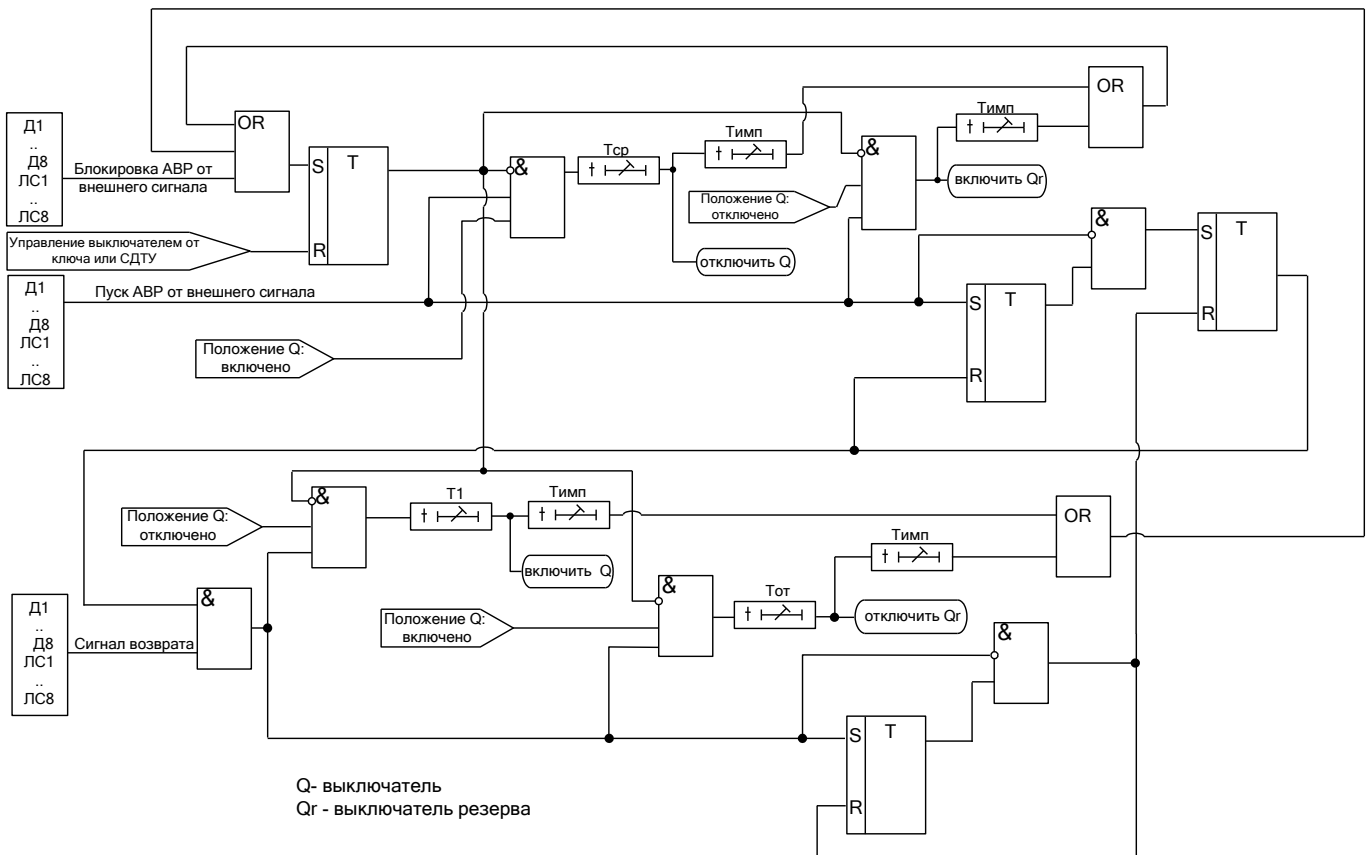 OR
Тимп
Д1
..
Д8
ЛС1
..
ЛС8
Блокировка АВР от
внешнего сигнала
OR
S T
R
Управление выключателем от
ключа или СДТУ
&
Тср
Тимп
Положение Q:
отключено
&
включить Qr
отключить Q
&
S T
R
Д1
..
Д8
ЛС1
..
ЛС8
Пуск АВР от внешнего сигнала
Положение Q:
включено
S T
R
Положение Q:
отключено
&
Т1
Тимп
включить Q
OR
Тимп
Д1
..
Д8
ЛС1
..
ЛС8
Сигнал возврата
&
Положение Q:
включено
&
Тот
отключить Qr
&
S T
R
Q- выключатель
Qr - выключатель резерва